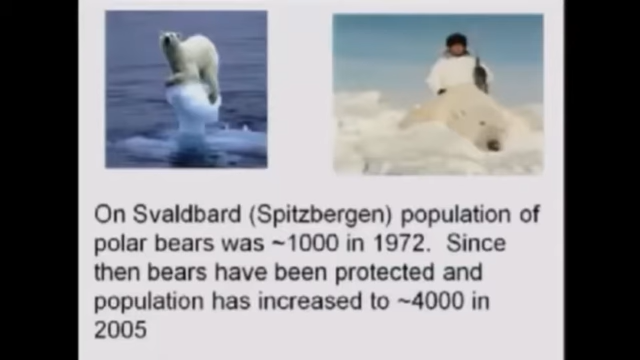 On Svaldbard (Spitzbergen) population of
polar bears was ~1000 in 1972. Since
then bears have been protected and
population has increased to ~4000 in
2005